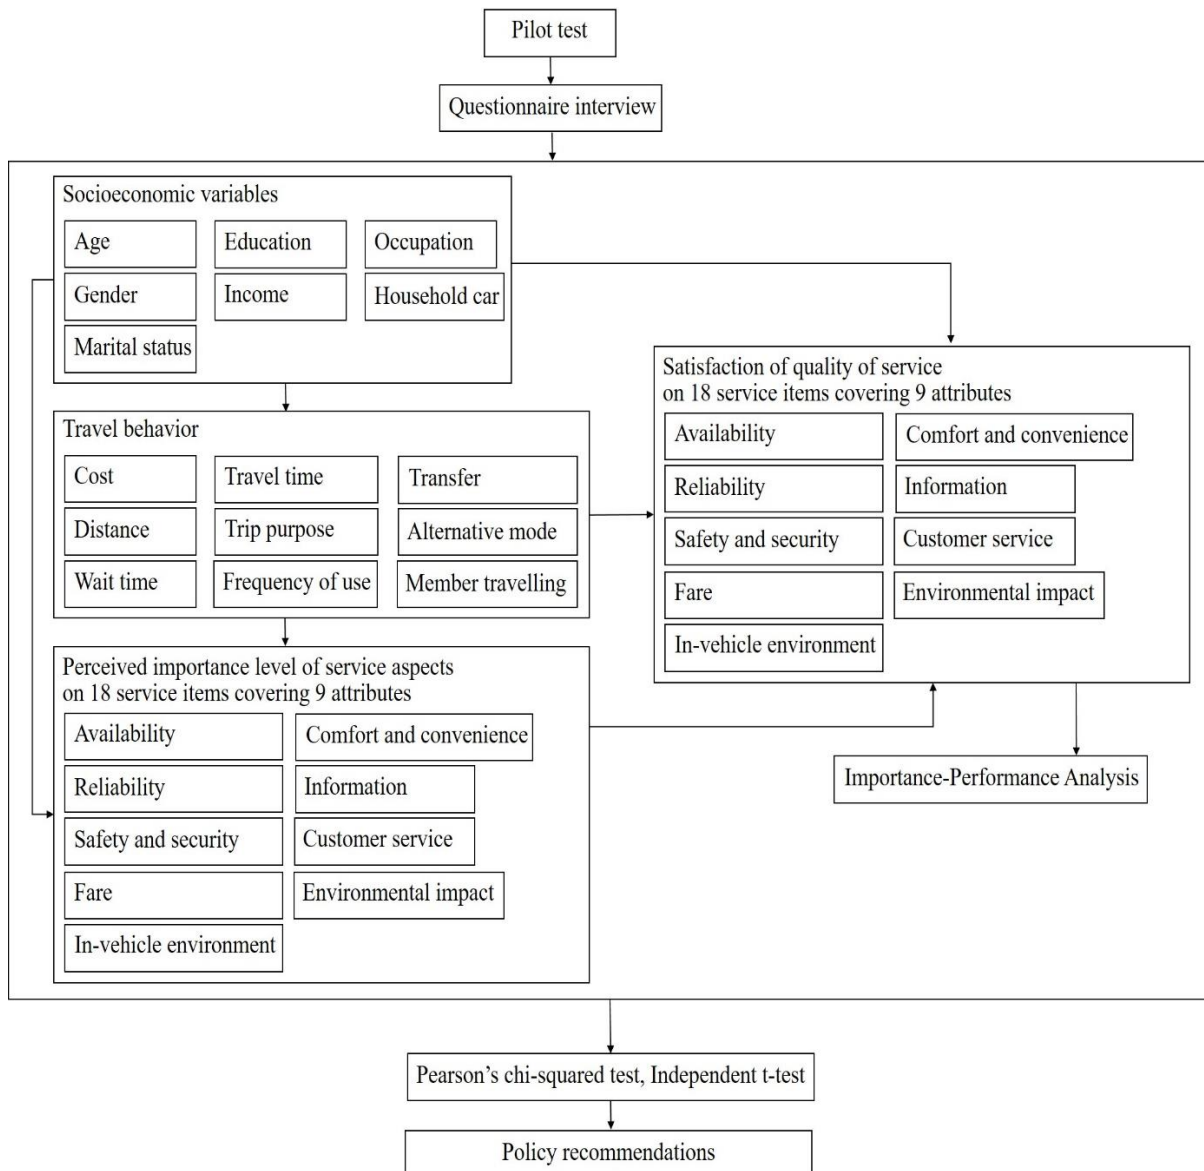 Pilot test
Questionnaire interview
Socioeconomic variables
Age
Education
Occupation
Gender
Income
Household car
Marital status
Travel behavior
Cost
Travel time
Transfer
Distance
Trip purpose
Alternative mode
Wait time
Frequency of use
Member travelling
Perceived importance level of service aspects
on 18 service items covering 9 attributes
Availability
Comfort and convenience
Reliability
Information
Safety and security
Customer service
Fare
Environmental impact
In-vehicle environment
Satisfaction of quality of service
on 18 service items covering 9 attributes
Availability
Comfort and convenience
Reliability
Information
Safety and security
Customer service
Fare
Environmental impact
In-vehicle environment
Importance-Performance Analysis
Pearson’s chi-squared test, Independent t-test
Policy recommendations